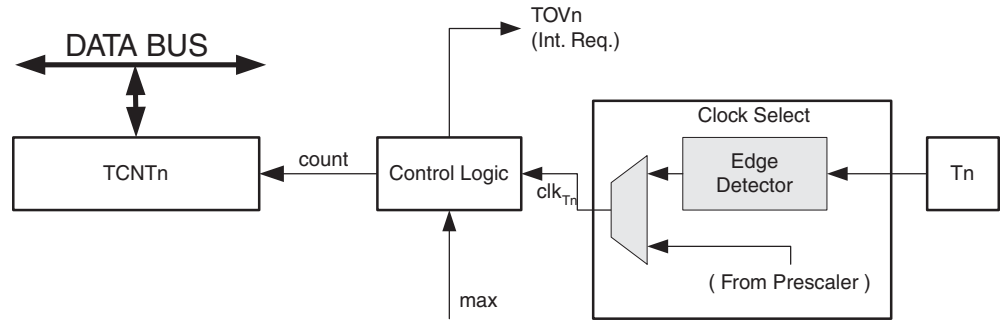 TOVn
(Int. Req.)
DATA BUS
Clock Select
TCNTn
count
Control Logic
clkTn
Edge
Detector
Tn
( From Prescaler )
max